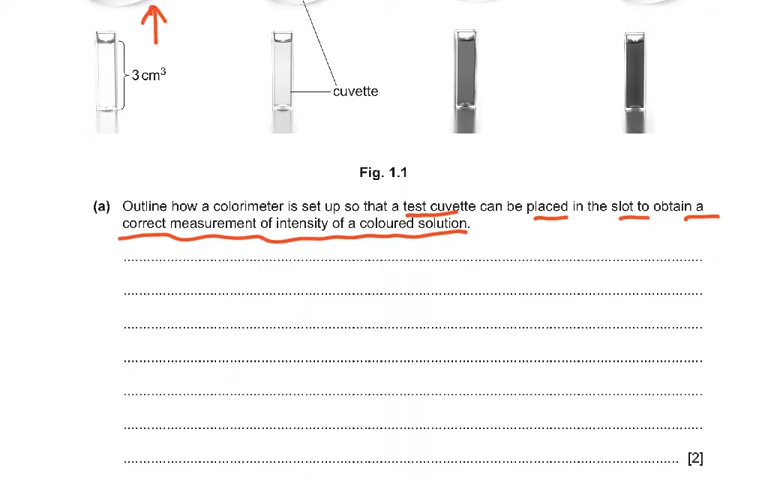 3 cm³
cuvette
Fig. 1.1
(a) Outline how a colorimeter is set up so that a test cuvette can be placed in the slot to obtain a
correct measurement of intensity of a coloured solution.
[2]